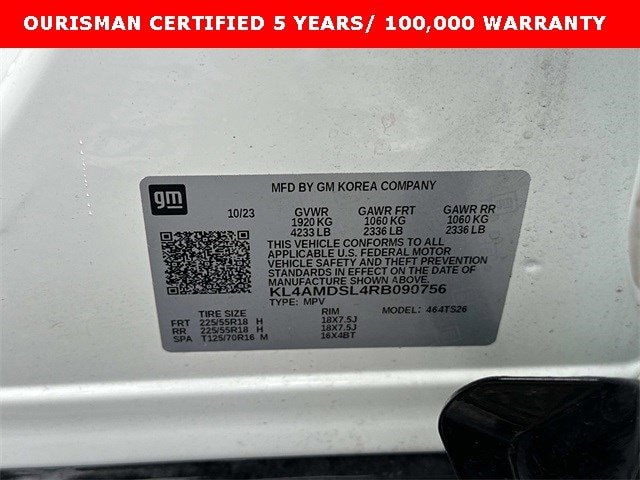 OURISMAN CERTIFIED 5 YEARS/ 100,000 WARRANTY
gm
MFD BY GM KOREA COMPANY
10/23 GVWR GAWR FRT GAWR RR
1920 KG 1060 KG 1060 KG
4233 LB 2336 LB 2336 LB
THIS VEHICLE CONFORMS TO ALL
APPLICABLE U.S. FEDERAL MOTOR
VEHICLE SAFETY AND THEFT PREVENTION
STANDARDS IN EFFECT ON THE DATE OF
MANUFACTURE SHOWN ABOVE.
KL4AMDSL4RB090756
TYPE: MPV MODEL: 464TS26
TIRE SIZE RIM
FRT 225/55R18 H 18X7.5J
RR 225/55R18 H 18X7.5J
SPA T125/70R16 M 16X4BT